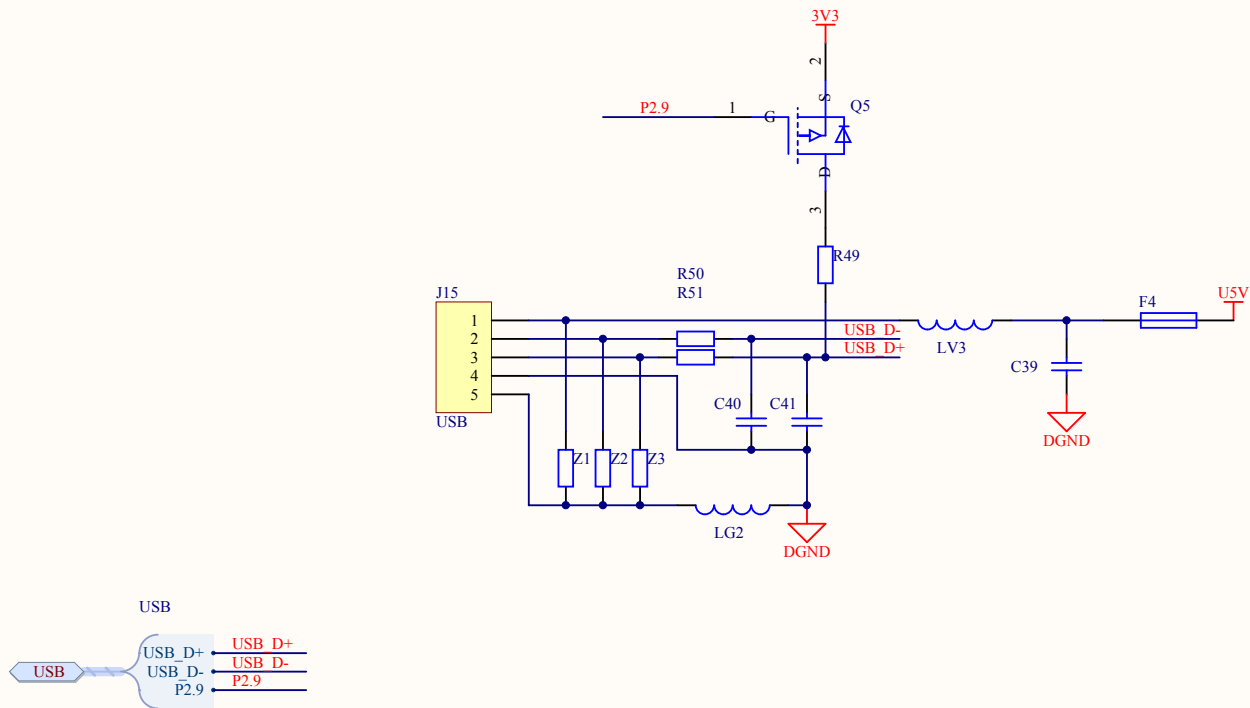 3V3
2
S
Q5
P2.9
1
G
D
3
R49
R50
R51
J15
1
2
3
4
5
USB
USB_D-
USB_D+
LV3
F4
U5V
C39
DGND
C40
C41
Z1
Z2
Z3
LG2
DGND
USB
USB
USB_D+
USB_D-
P2.9
USB_D+
USB_D-
P2.9